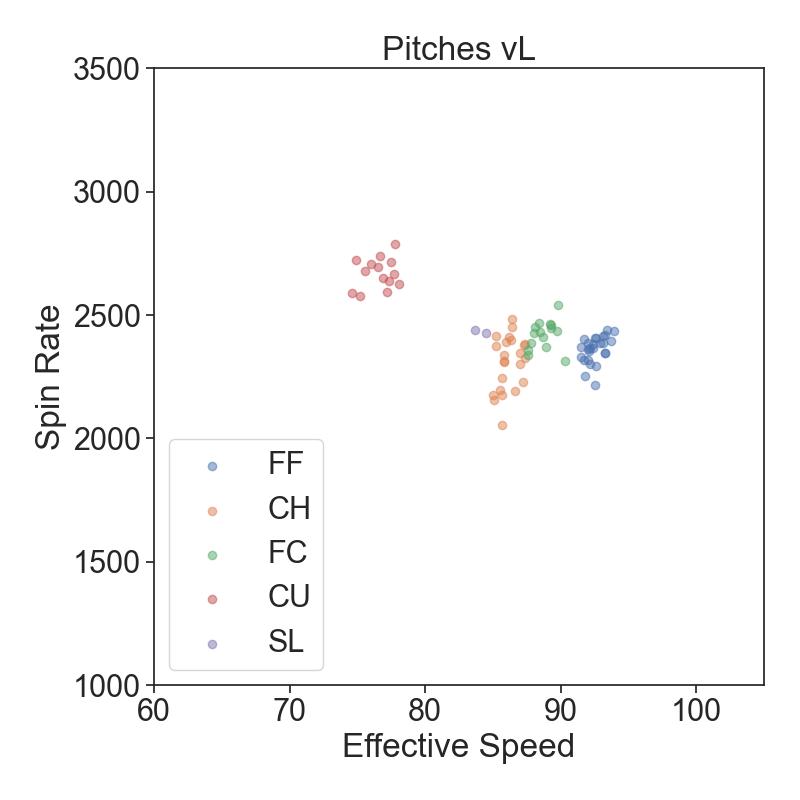 Pitches vL
3500
3000
2500
2000
1500
1000
Spin Rate
FF
CH
FC
CU
SL
60 70 80 90 100
Effective Speed